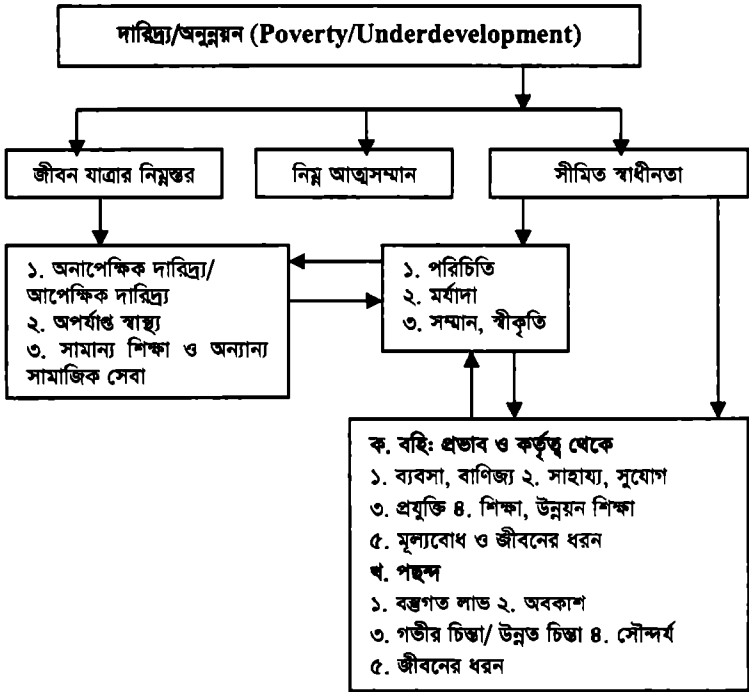 দারিদ্র্য/অনুন্নয়ন (Poverty/Underdevelopment)
জীবন যাত্রার নিম্নস্তর
নিম্ন আত্মসম্মান
সীমিত স্বাধীনতা
১. অনাপেক্ষিক দারিদ্র্য/
আপেক্ষিক দারিদ্র্য
২. অপর্যাপ্ত স্বাস্থ্য
৩. সামান্য শিক্ষা ও অন্যান্য
সামাজিক সেবা
১. পরিচিতি
২. মর্যাদা
৩. সম্মান, স্বীকৃতি
ক. বহিঃ প্রভাব ও কর্তৃত্ব থেকে
১. ব্যবসা, বাণিজ্য ২. সাহায্য, সুযোগ
৩. প্রযুক্তি ৪. শিক্ষা, উন্নয়ন শিক্ষা
৫. মূল্যবোধ ও জীবনের ধরন
খ. পছন্দ
১. বস্তুগত লাভ ২. অবকাশ
৩. গভীর চিন্তা/ উন্নত চিন্তা ৪. সৌন্দর্য
৫. জীবনের ধরন